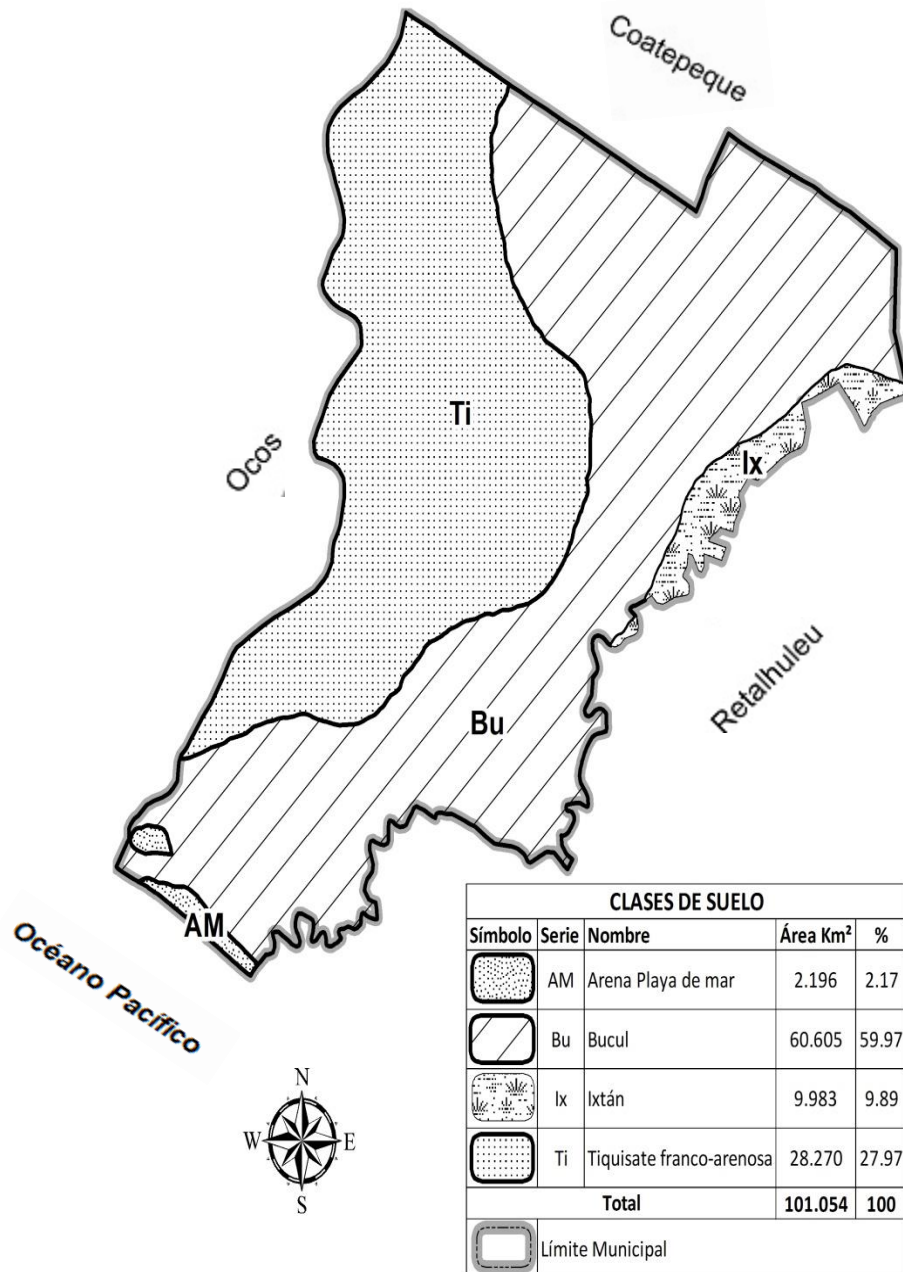 Coatepeque
Ti
Ocos
Ix
Retalhuleu
Bu
AM
Océano Pacífico
N
W E
S
CLASES DE SUELO
Símbolo Serie Nombre Área Km² %
AM Arena Playa de mar 2.196 2.17
Bu Bucul 60.605 59.97
Ix Ixtán 9.983 9.89
Ti Tiquisate franco-arenosa 28.270 27.97
Total 101.054 100
Límite Municipal